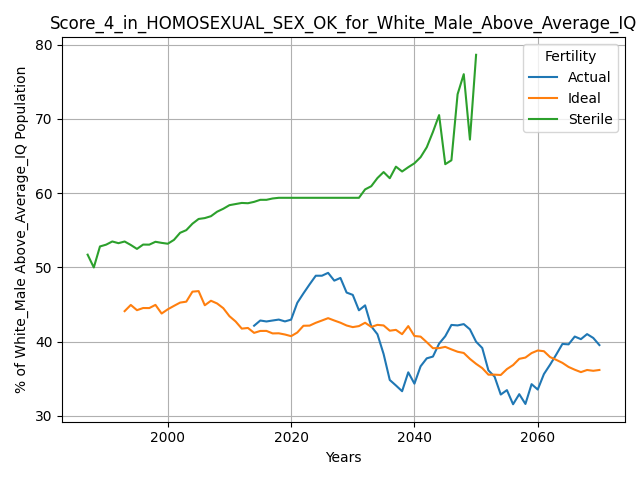 Score_4_in_HOMOSEXUAL_SEX_OK_for_White_Male_Above_Average_IQ
% of White_Male Above_Average_IQ Population
80
70
60
50
40
30
Fertility
Actual
Ideal
Sterile
2000
2020
2040
2060
Years